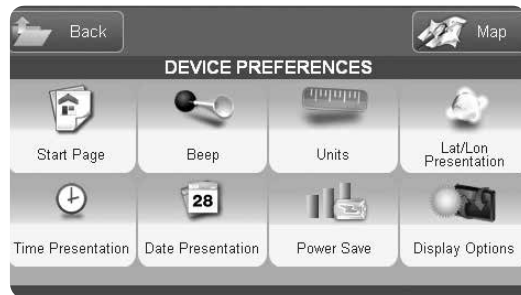 Back
Map
DEVICE PREFERENCES
Start Page
Beep
Units
Lat/Lon
Presentation
Time Presentation
28
Date Presentation
Power Save
Display Options